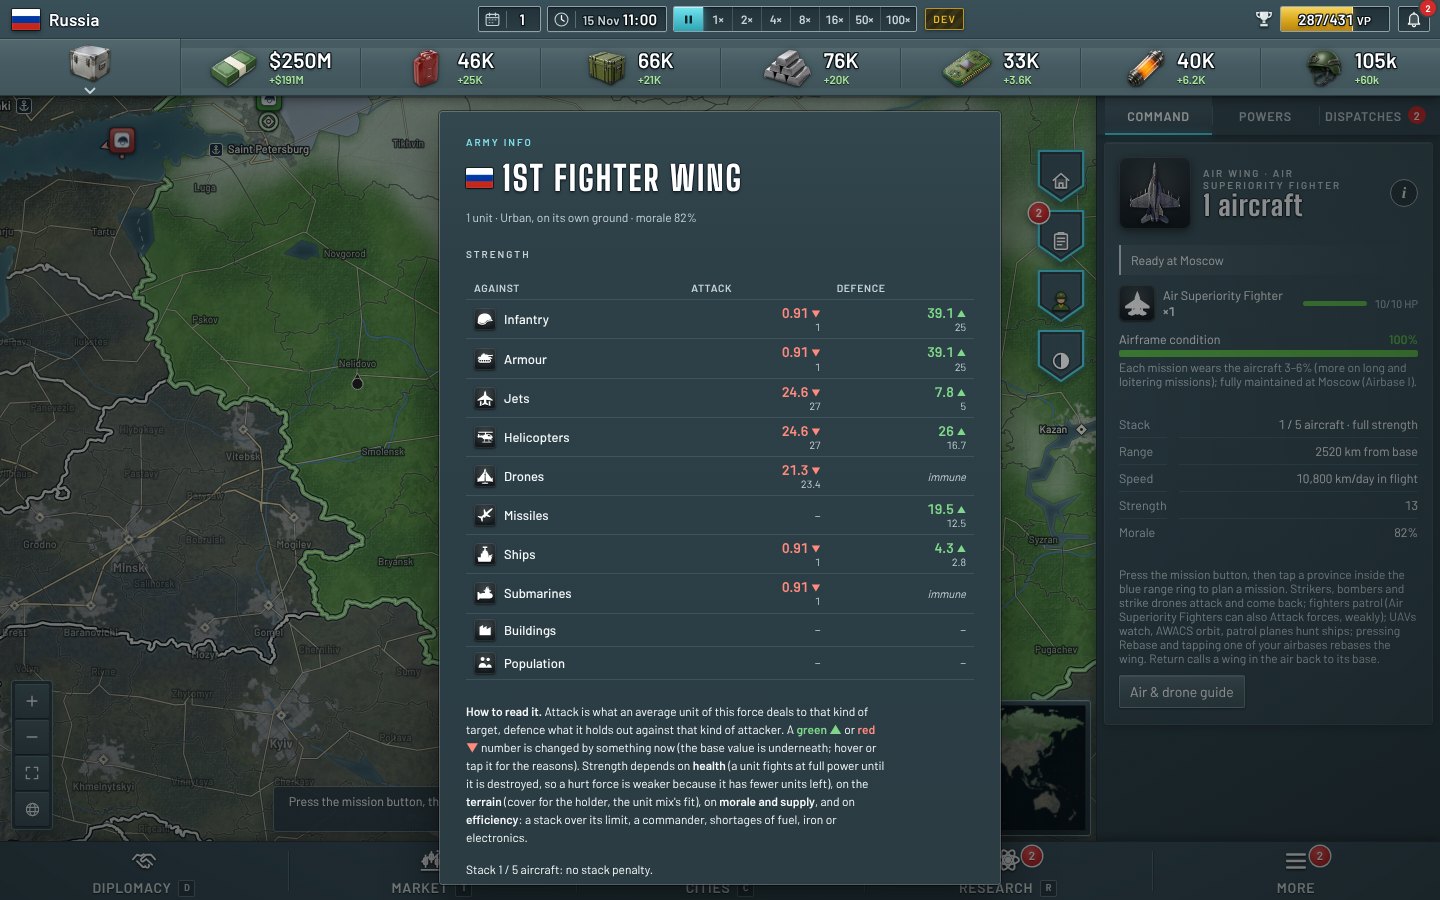 Russia
1
15 Nov 11:00
1× 2× 4× 8× 16× 50× 100×
DEV
287/431 VP
2
$250M
+$191M
46K
+25K
66K
+21K
76K
+20K
33K
+3.6K
40K
+6.2K
105k
+60k
COMMAND
POWERS
DISPATCHES 2
ARMY INFO
1ST FIGHTER WING
1 unit · Urban, on its own ground · morale 82%
STRENGTH
AGAINST ATTACK DEFENCE
Infantry 0.91 ▼ 39.1 ▲
1 25
Armour 0.91 ▼ 39.1 ▲
1 25
Jets 24.6 ▼ 7.8 ▲
27 5
Helicopters 24.6 ▼ 26 ▲
27 16.7
Drones 21.3 ▼ immune
23.4
Missiles – 19.5 ▲
12.5
Ships 0.91 ▼ 4.3 ▲
1 2.8
Submarines 0.91 ▼ immune
1
Buildings – –
Population – –
How to read it. Attack is what an average unit of this force deals to that kind of
target, defence what it holds out against that kind of attacker. A green ▲ or red
▼ number is changed by something now (the base value is underneath; hover or
tap it for the reasons). Strength depends on health (a unit fights at full power until
it is destroyed, so a hurt force is weaker because it has fewer units left), on the
terrain (cover for the holder, the unit mix's fit), on morale and supply, and on
efficiency: a stack over its limit, a commander, shortages of fuel, iron or
electronics.
Stack 1 / 5 aircraft: no stack penalty.
AIR WING · AIR
SUPERIORITY FIGHTER
1 aircraft
i
Ready at Moscow
Air Superiority Fighter
×1
10/10 HP
Airframe condition 100%
Each mission wears the aircraft 3–6% (more on long and
loitering missions); fully maintained at Moscow (Airbase I).
Stack 1 / 5 aircraft · full strength
Range 2520 km from base
Speed 10,800 km/day in flight
Strength 13
Morale 82%
Press the mission button, then tap a province inside the
blue range ring to plan a mission. Strikers, bombers and
strike drones attack and come back; fighters patrol (Air
Superiority Fighters can also Attack forces, weakly); UAVs
watch, AWACS orbit, patrol planes hunt ships; pressing
Rebase and tapping one of your airbases rebases the
wing. Return calls a wing in the air back to its base.
Air & drone guide
2
Saint Petersburg
Tikhvin
Luga
Tartu
Novgorod
Pskov
Nelidovo
Vitebsk
Smolensk
Grodno
Minsk
Bobruisk
Mogilev
Salihorsk
Bryansk
Baranovichi
Gomel
Mozyr
Chernihiv
Rivne
Sumy
Zhytomyr
Kyiv
Poltava
Khmelnytskyi
Vinnytsia
Cherkasy
Kazan
Syzran
Pugachev
Press the mission button, th
DIPLOMACY D
MARKET T
CITIES C
RESEARCH R
2
MORE
2